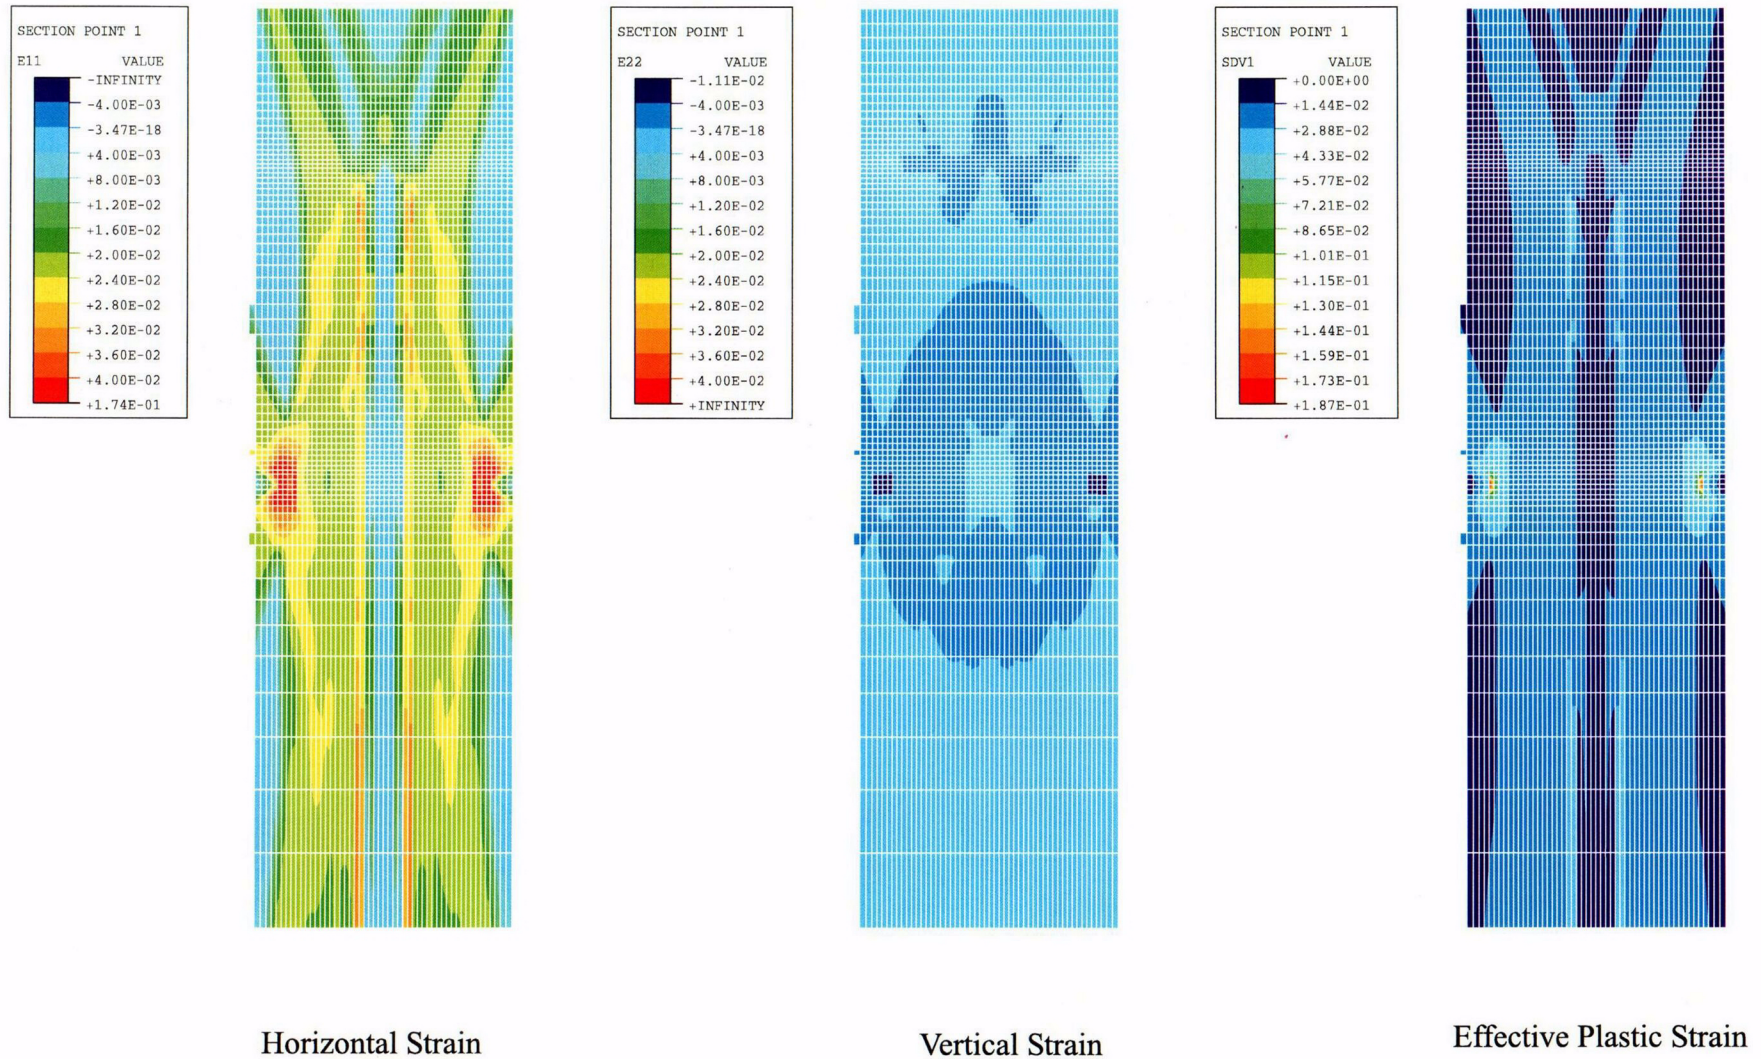 SECTION POINT 1
E11 VALUE
-INFINITY
-4.00E-03
-3.47E-18
+4.00E-03
+8.00E-03
+1.20E-02
+1.60E-02
+2.00E-02
+2.40E-02
+2.80E-02
+3.20E-02
+3.60E-02
+4.00E-02
+1.74E-01
SECTION POINT 1
E22 VALUE
-1.11E-02
-4.00E-03
-3.47E-18
+4.00E-03
+8.00E-03
+1.20E-02
+1.60E-02
+2.00E-02
+2.40E-02
+2.80E-02
+3.20E-02
+3.60E-02
+4.00E-02
+INFINITY
SECTION POINT 1
SDV1 VALUE
+0.00E+00
+1.44E-02
+2.88E-02
+4.33E-02
+5.77E-02
+7.21E-02
+8.65E-02
+1.01E-01
+1.15E-01
+1.30E-01
+1.44E-01
+1.59E-01
+1.73E-01
+1.87E-01
Horizontal Strain
Vertical Strain
Effective Plastic Strain